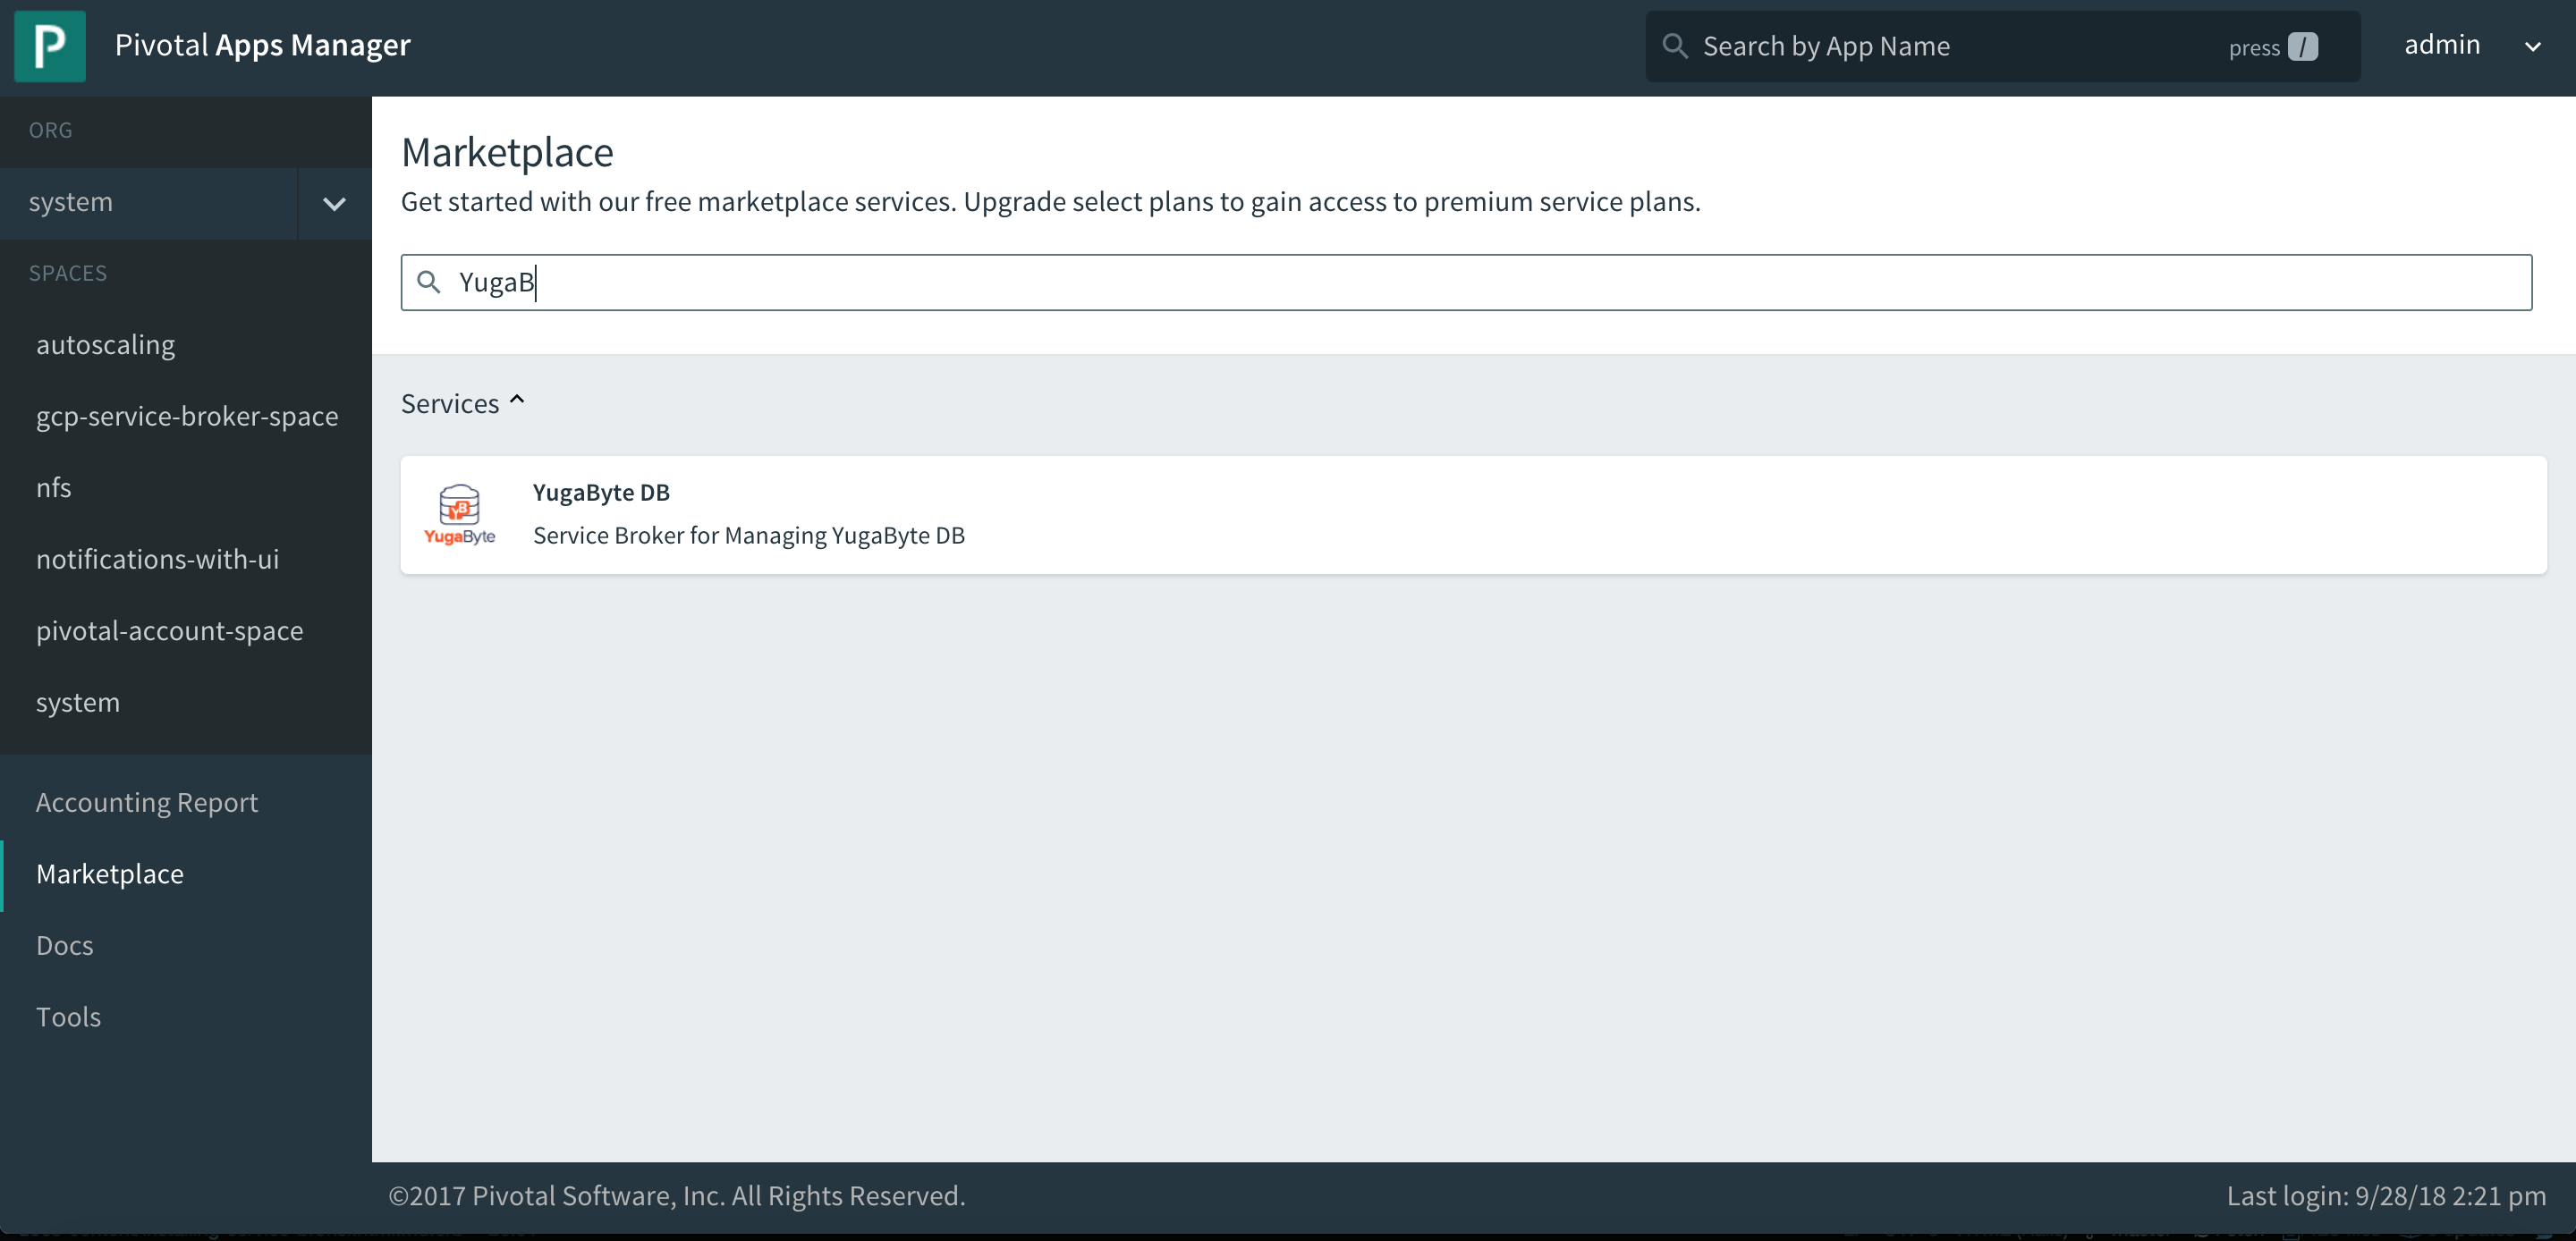 P Pivotal Apps Manager
Search by App Name
press /
admin
ORG
system
SPACES
autoscaling
gcp-service-broker-space
nfs
notifications-with-ui
pivotal-account-space
system
Accounting Report
Marketplace
Docs
Tools
Marketplace
Get started with our free marketplace services. Upgrade select plans to gain access to premium service plans.
YugaB
Services
YB
YugaByte
YugaByte DB
Service Broker for Managing YugaByte DB
©2017 Pivotal Software, Inc. All Rights Reserved.
Last login: 9/28/18 2:21 pm